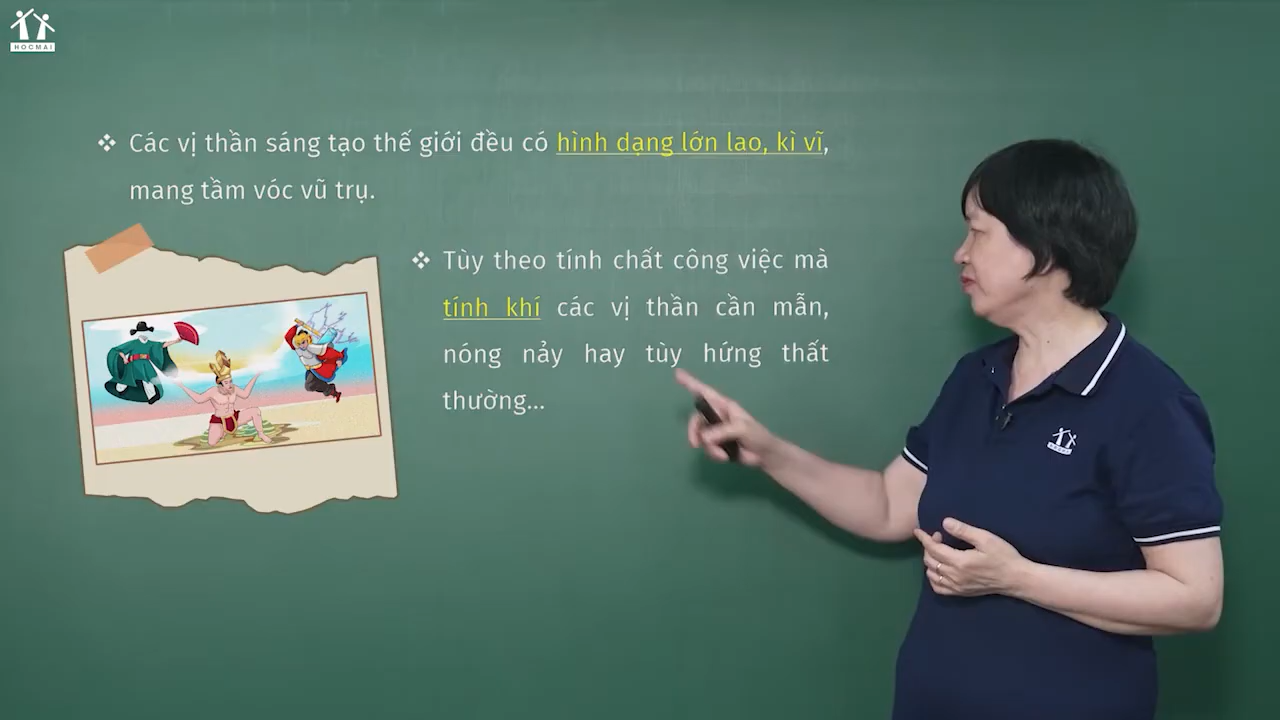 HOCMAI
❖ Các vị thần sáng tạo thế giới đều có hình dạng lớn lao, kì vĩ,
mang tầm vóc vũ trụ.
❖ Tùy theo tính chất công việc mà
tính khí các vị thần cần mẫn,
nóng nảy hay tùy hứng thất
thường...